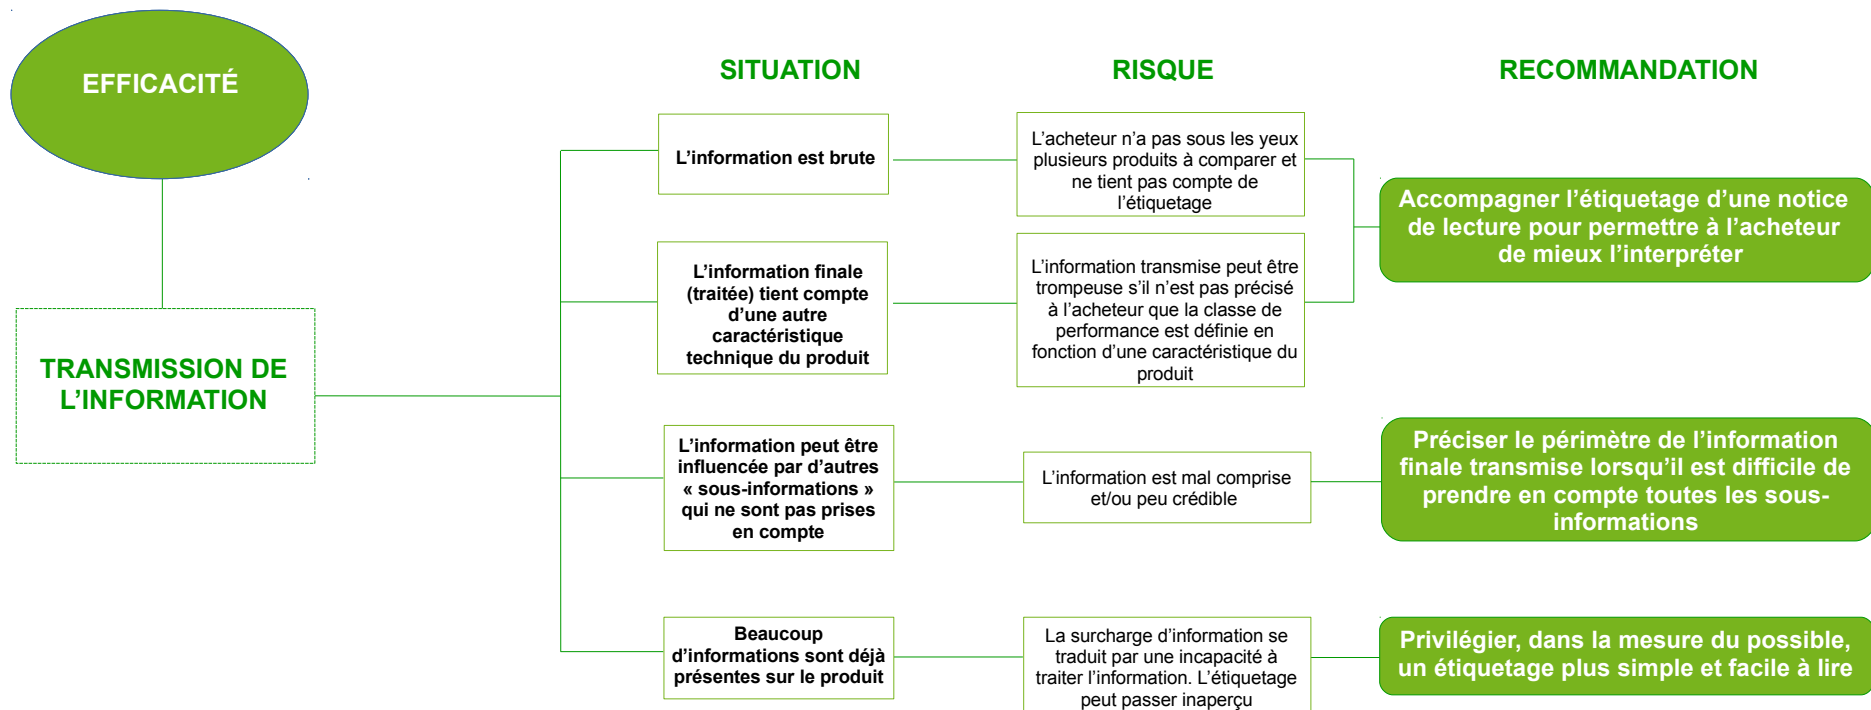 EFFICACITÉ
SITUATION
RISQUE
RECOMMANDATION
TRANSMISSION DE
L’INFORMATION
L’information est brute
L’acheteur n’a pas sous les yeux
plusieurs produits à comparer et
ne tient pas compte de
l’étiquetage
Accompagner l’étiquetage d’une notice
de lecture pour permettre à l’acheteur
de mieux l’interpréter
L’information finale
(traitée) tient compte
d’une autre
caractéristique
technique du produit
L’information transmise peut être
trompeuse s’il n’est pas précisé
à l’acheteur que la classe de
performance est définie en
fonction d’une caractéristique du
produit
L’information peut être
influencée par d’autres
« sous-informations »
qui ne sont pas prises
en compte
L’information est mal comprise
et/ou peu crédible
Préciser le périmètre de l’information
finale transmise lorsqu’il est difficile de
prendre en compte toutes les sous-
informations
Beaucoup
d’informations sont déjà
présentes sur le produit
La surcharge d’information se
traduit par une incapacité à
traiter l’information. L’étiquetage
peut passer inaperçu
Privilégier, dans la mesure du possible,
un étiquetage plus simple et facile à lire